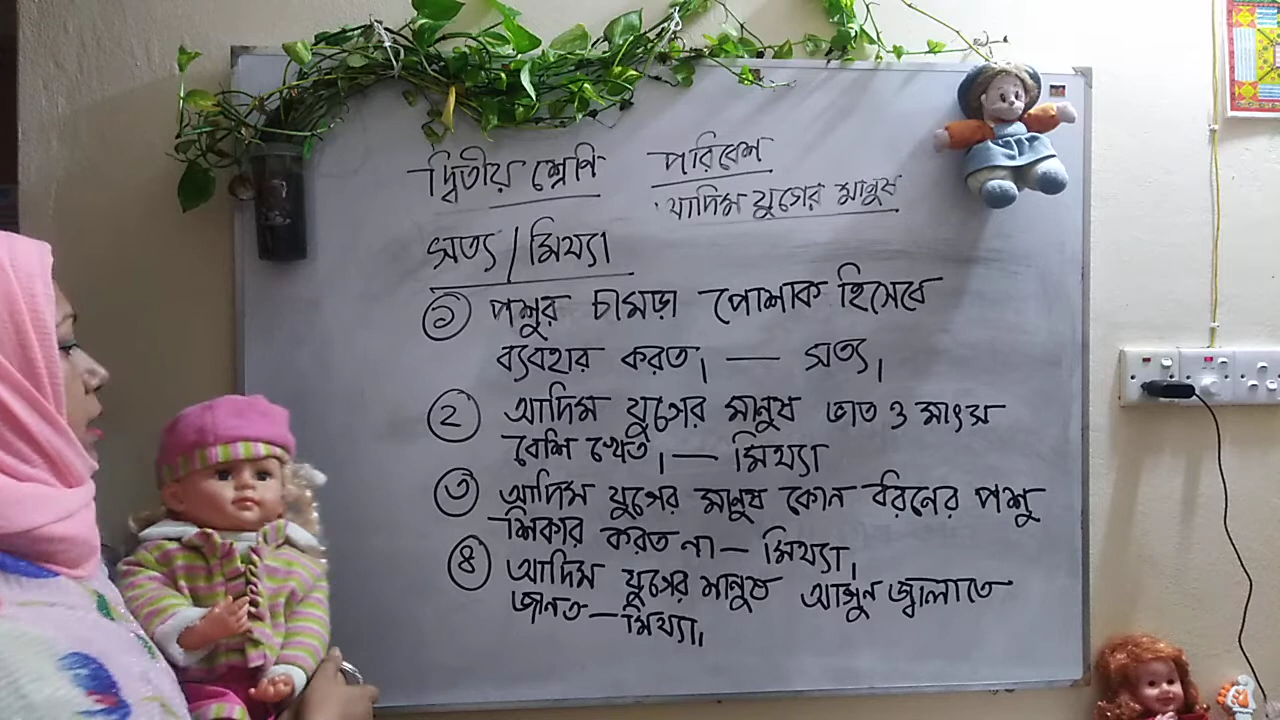 দ্বিতীয় শ্রেণি পরিবেশ
আদিম যুগের মানুষ
সত্য / মিথ্যা
১ পশুর চামড়া পোশাক হিসেবে
ব্যবহার করত। — সত্য।
২ আদিম যুগের মানুষ ভাত ও মাংস
বেশি খেত। — মিথ্যা
৩ আদিম যুগের মানুষ কোন ধরনের পশু
শিকার করত না — মিথ্যা।
৪ আদিম যুগের মানুষ আগুন জ্বালাতে
জানত — মিথ্যা।